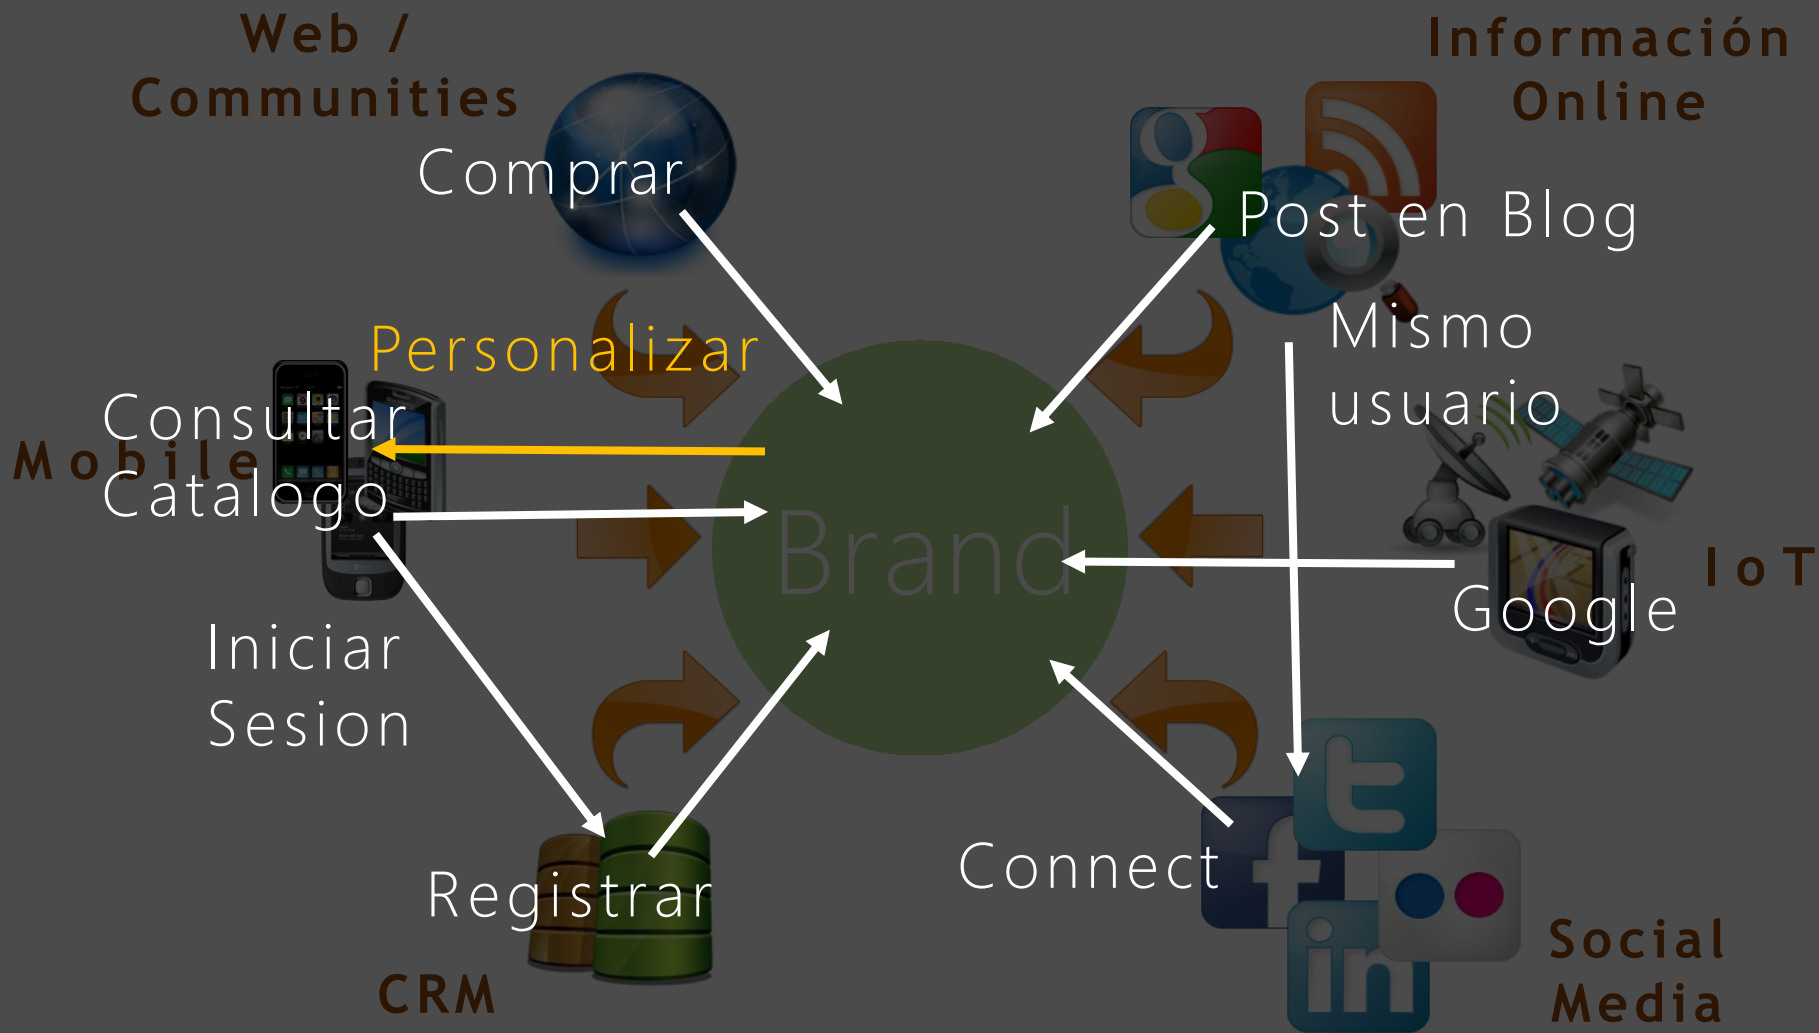 Web /
Communities
Información
Online
Comprar
Post en Blog
Mismo
usuario
Personalizar
Consultar
Catalogo
Mobile
Brand
IoT
Google
Iniciar
Sesion
Registrar
Connect
CRM
Social
Media
g
t
f
in